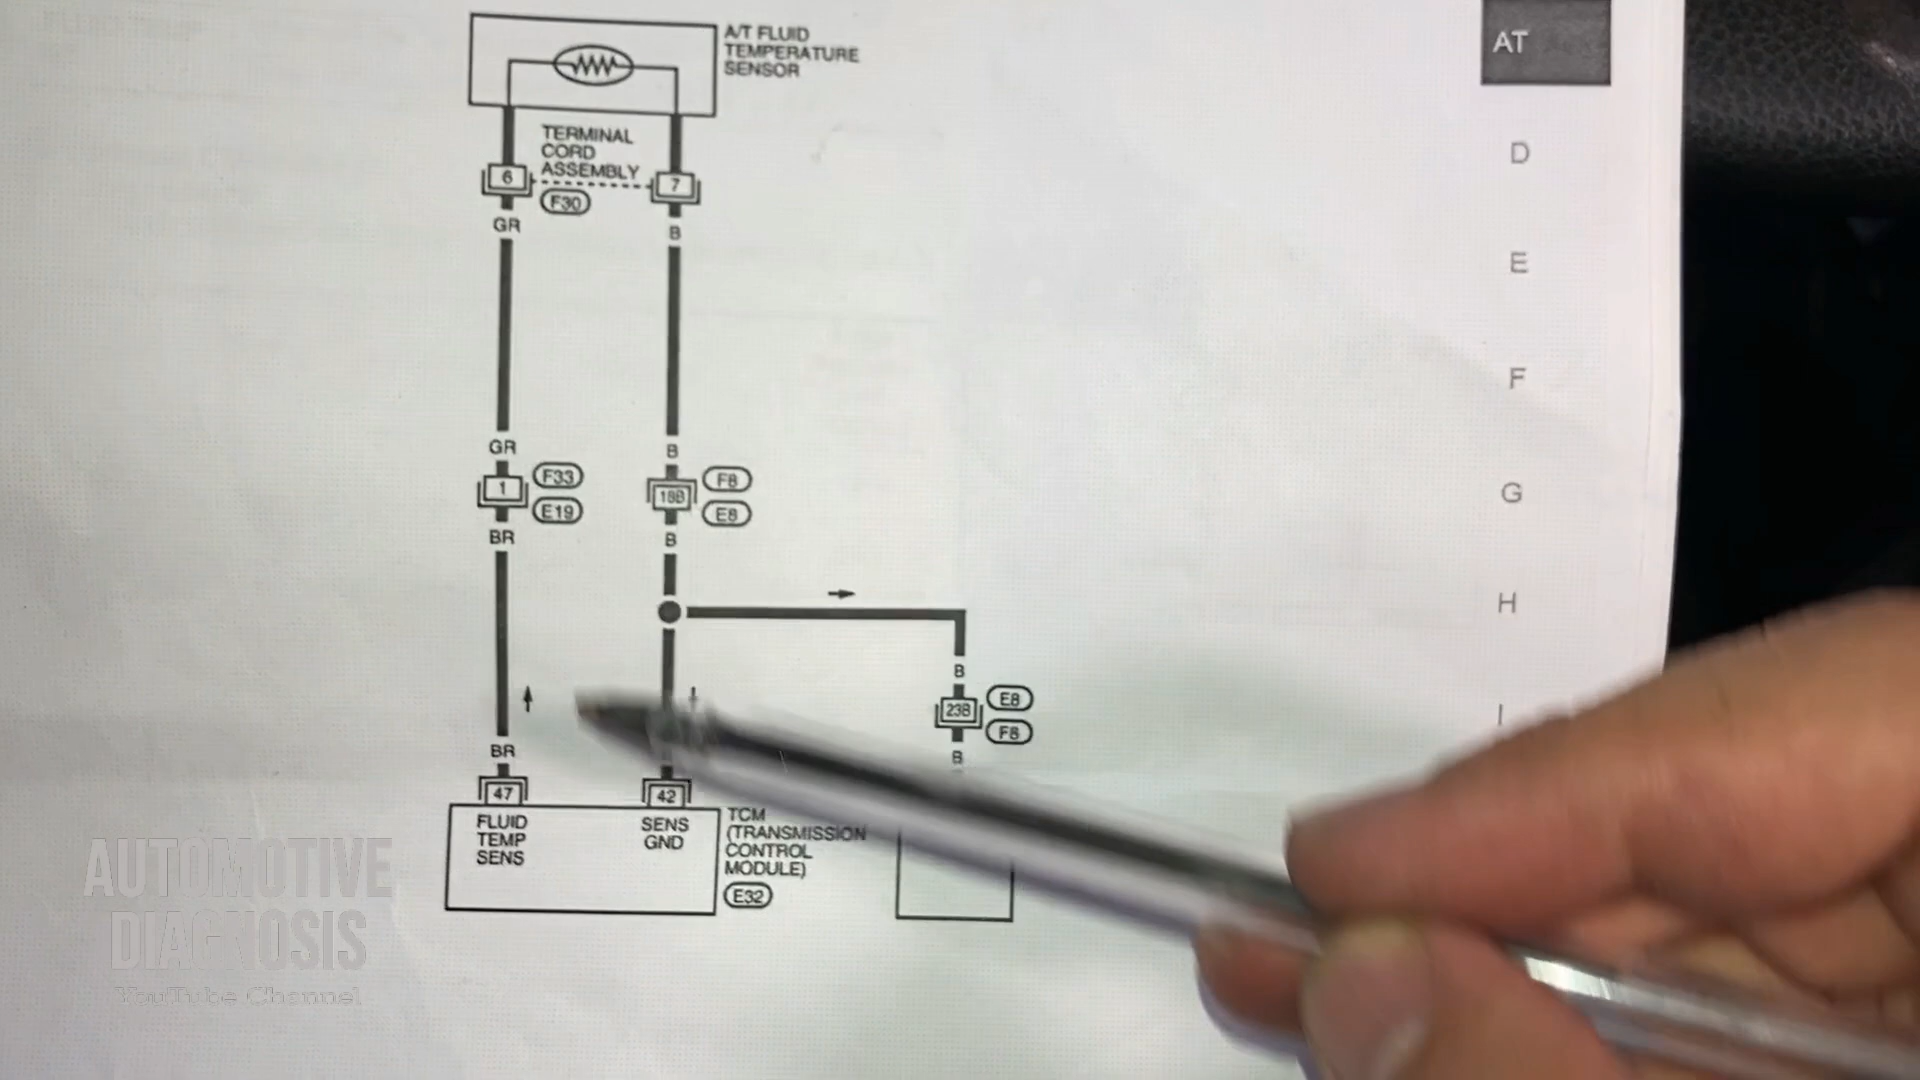 A/T FLUID
TEMPERATURE
SENSOR
AT
TERMINAL
CORD
ASSEMBLY
6
7
F30
GR
B
D
E
F
GR
B
1
F33
E19
18B
F8
E8
BR
B
G
H
B
23B
E8
F8
B
I
BR
47
42
FLUID
TEMP
SENS
SENS
GND
TCM
(TRANSMISSION
CONTROL
MODULE)
E32
AUTOMOTIVE
DIAGNOSIS
YouTube Channel